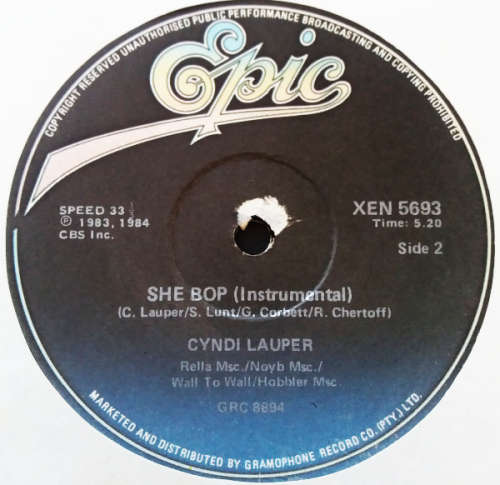 COPYRIGHT RESERVED UNAUTHORISED PUBLIC PERFORMANCE BROADCASTING AND COPYING PROHIBITED
Epic
SPEED 33 1/3
℗ 1983, 1984
CBS Inc.
XEN 5693
Time: 5.20
Side 2
SHE BOP (Instrumental)
(C. Lauper/S. Lunt/G. Corbett/R. Chertoff)
CYNDI LAUPER
Rella Msc./Noyb Msc./
Wall To Wall/Hobbler Msc.
GRC 8894
MARKETED AND DISTRIBUTED BY GRAMOPHONE RECORD CO. (PTY.) LTD.